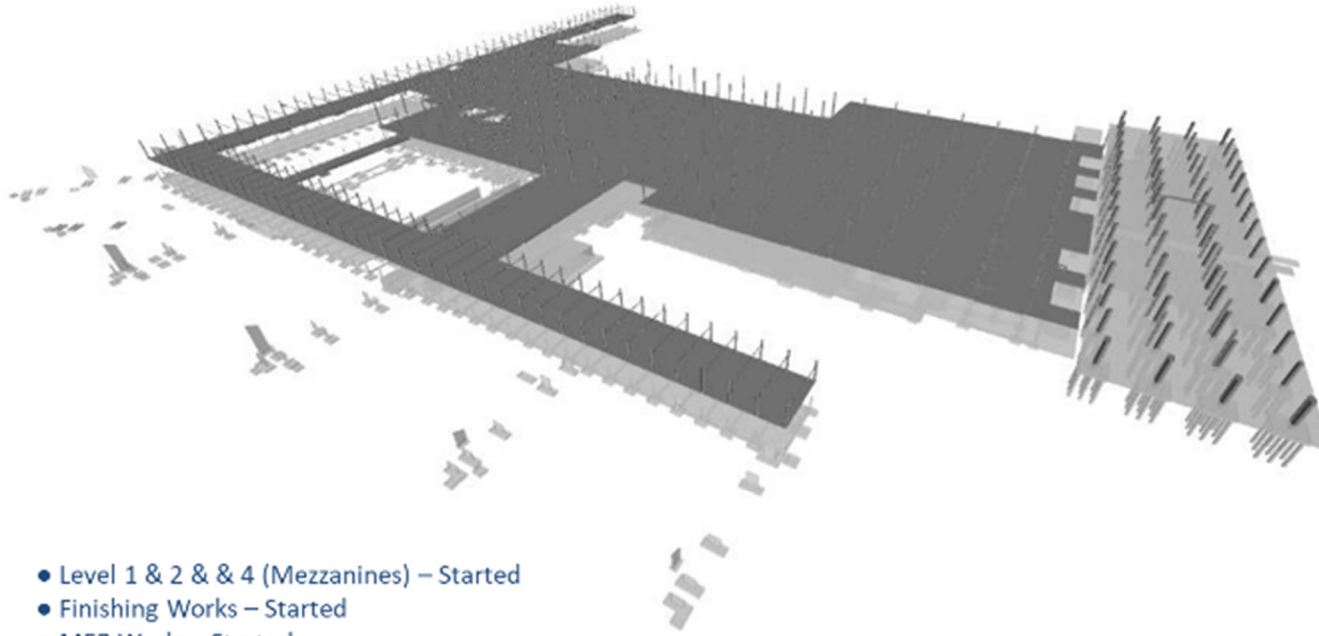 ● Level 1 & 2 & & 4 (Mezzanines) – Started
● Finishing Works – Started